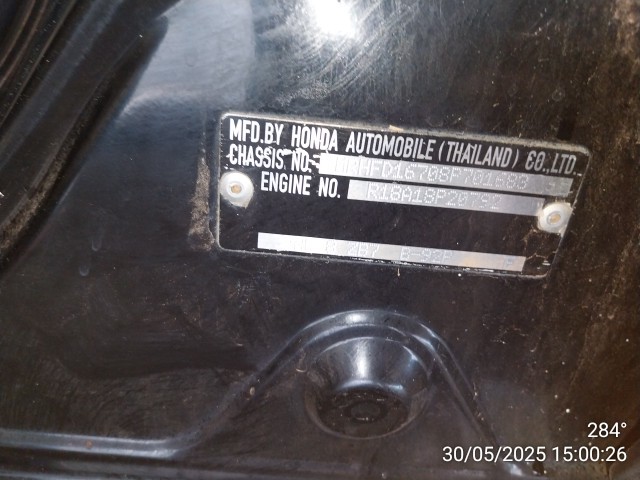 MFD.BY HONDA AUTOMOBILE (THAILAND) CO.,LTD.
CHASSIS NO.
ENGINE NO. R18A18P20792
B-92P
284°
30/05/2025 15:00:26